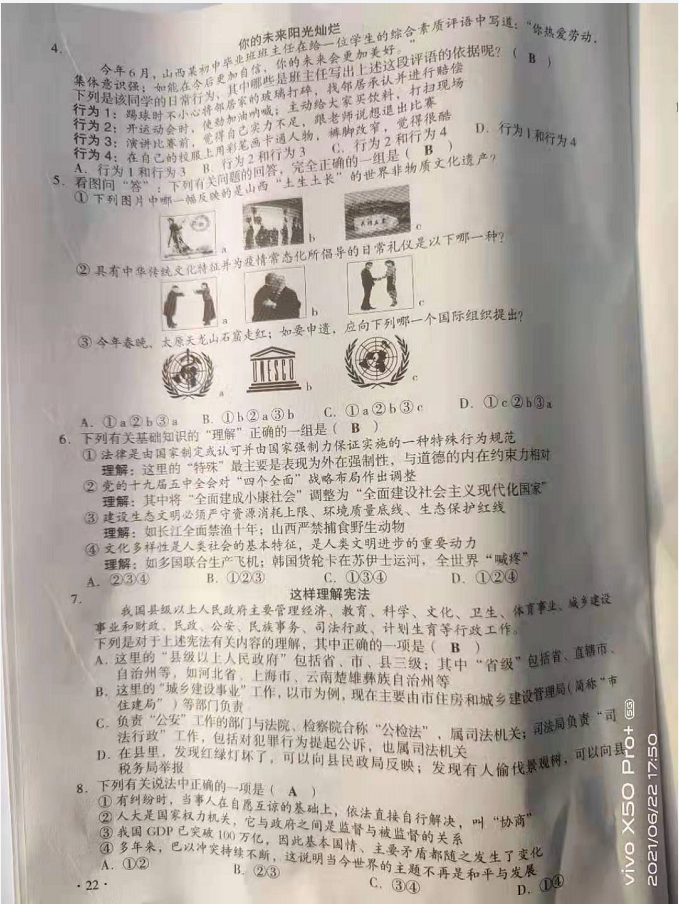 你的未来阳光灿烂
4. 今年6月，山西某初中毕业班班主任在给一位学生的综合素质评语中写道："你热爱劳动，
集体意识强；如能在今后更加自信，你的未来会更加美好。"
下列是该同学的日常行为，其中哪些是班主任写出上述这段评语的依据呢?（ B ）
行为1：踢球时不小心将邻居家的玻璃打碎，找邻居承认并进行赔偿
行为2：开运动会时，使劲加油呐喊；主动给大家买饮料，打扫现场
行为3：演讲比赛前，觉得自己实力不足，跟老师说想退出比赛
行为4：在自己的校服上用彩笔画卡通人物，裤脚改窄，觉得很酷
A. 行为1和行为3 B. 行为2和行为3 C. 行为2和行为4 D. 行为1和行为4
5. 看图问"答"：下列有关问题的回答，完全正确的一组是（ B ）
① 下列图片中哪一幅反映的是山西"土生土长"的世界非物质文化遗产?
a b c
② 具有中华传统文化特征并为疫情常态化所倡导的日常礼仪是以下哪一种?
a b c
③ 今年春晚，太原天龙山石窟走红；如要申遗，应向下列哪一个国际组织提出?
UNESCO
a b c
A. ①a②b③a B. ①b②a③b C. ①a②b③c D. ①c②b③a
6. 下列有关基础知识的"理解"正确的一组是（ B ）
① 法律是由国家制定或认可并由国家强制力保证实施的一种特殊行为规范
理解：这里的"特殊"最主要是表现为外在强制性，与道德的内在约束力相对
② 党的十九届五中全会对"四个全面"战略布局作出调整
理解：其中将"全面建成小康社会"调整为"全面建设社会主义现代化国家"
③ 建设生态文明必须严守资源消耗上限、环境质量底线、生态保护红线
理解：如长江全面禁渔十年；山西严禁捕食野生动物
④ 文化多样性是人类社会的基本特征，是人类文明进步的重要动力
理解：如多国联合生产飞机；韩国货轮卡在苏伊士运河，全世界"喊疼"
A. ②③④ B. ①②③ C. ①③④ D. ①②④
7. 这样理解宪法
我国县级以上人民政府主要管理经济、教育、科学、文化、卫生、体育事业、城乡建设
事业和财政、民政、公安、民族事务、司法行政、计划生育等行政工作。
下列是对于上述宪法有关内容的理解，其中正确的一项是（ B ）
A. 这里的"县级以上人民政府"包括省、市、县三级；其中"省级"包括省、直辖市、
自治州等，如河北省、上海市、云南楚雄彝族自治州等
B. 这里的"城乡建设事业"工作，以市为例，现在主要由市住房和城乡建设管理局（简称"市
住建局"）等部门负责
C. 负责"公安"工作的部门与法院、检察院合称"公检法"，属司法机关；司法局负责"司
法行政"工作，包括对犯罪行为提起公诉，也属司法机关
D. 在县里，发现红绿灯坏了，可以向县民政局反映；发现有人偷伐景观树，可以向县
税务局举报
8. 下列有关说法中正确的一项是（ A ）
① 有纠纷时，当事人在自愿互谅的基础上，依法直接自行解决，叫"协商"
② 人大是国家权力机关，它与政府之间是监督与被监督的关系
③ 我国GDP已突破100万亿，因此基本国情、主要矛盾都随之发生了变化
④ 多年来，巴以冲突持续不断，这说明当今世界的主题不再是和平与发展
A. ①② B. ②③ C. ③④ D. ①④
· 22 ·
vivo X50 Pro+ 5G
2021/06/22 17:50